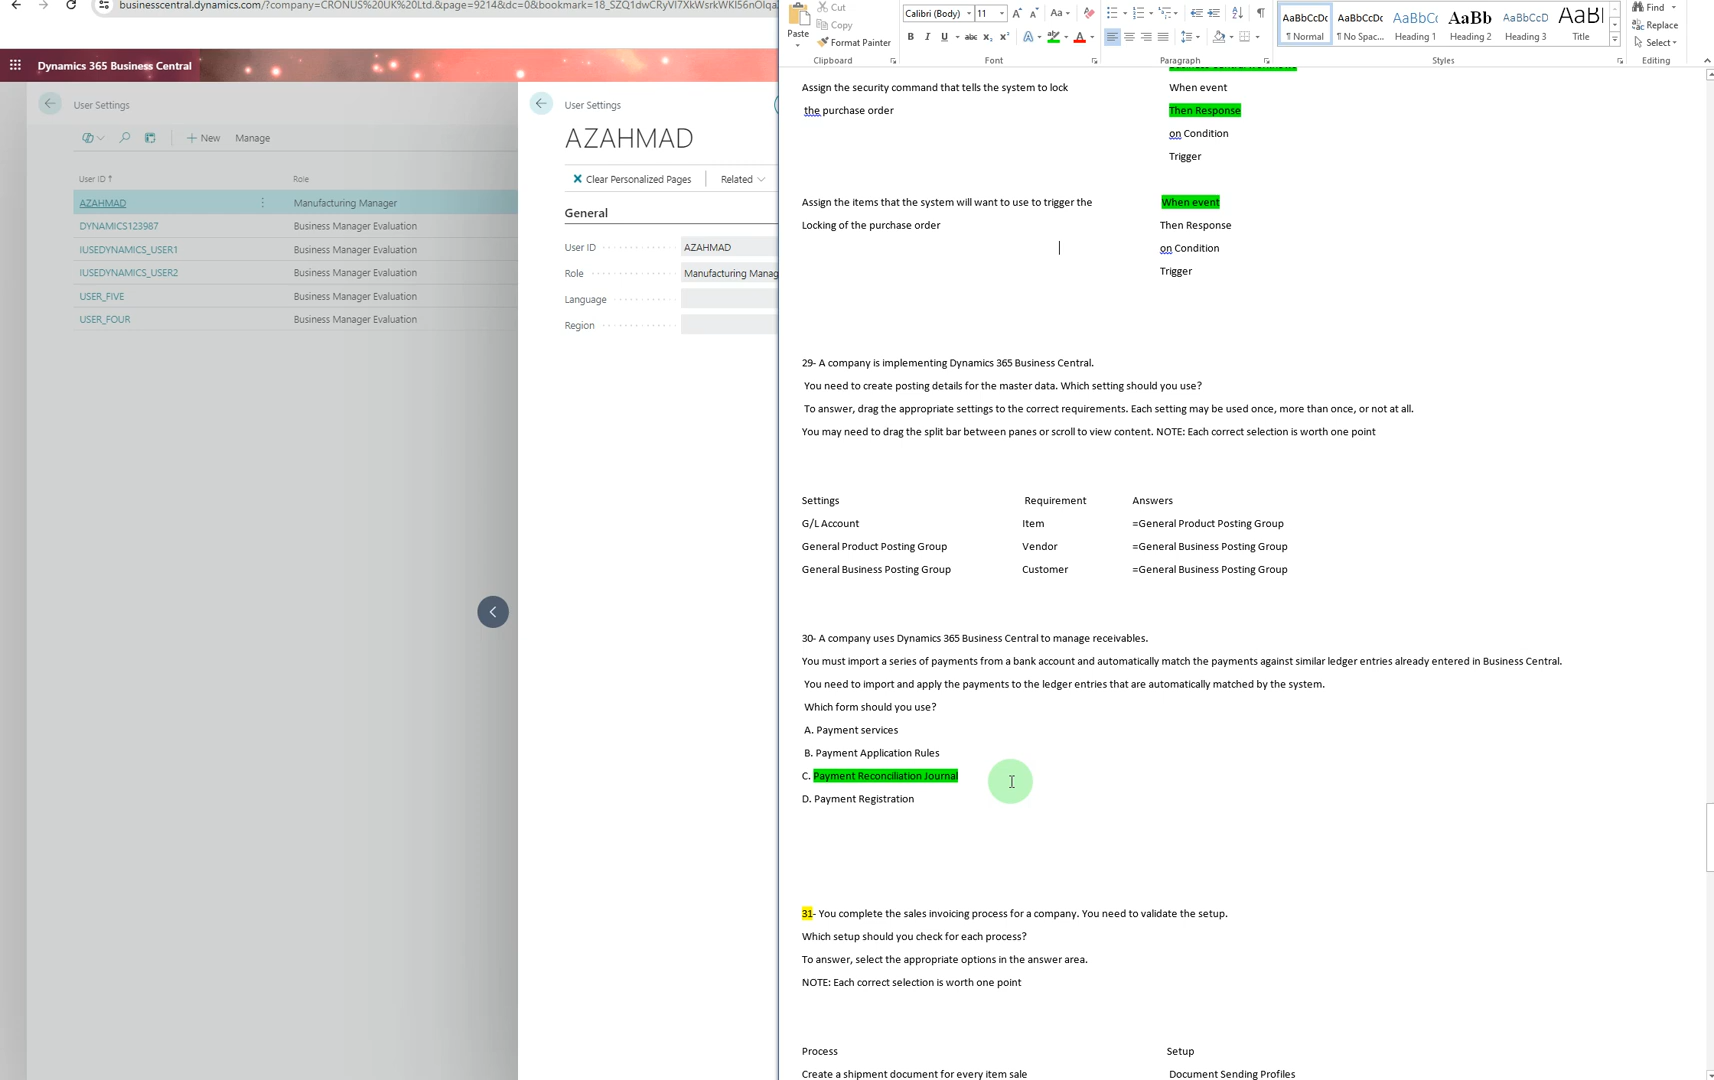 businesscentral.dynamics.com/?company=CRONUS%20UK%20Ltd.&page=9214&dc=0&bookmark=18_SZQ1dwCRyVI7XkWsrkWKI56nOlqa
Dynamics 365 Business Central
User Settings
New
Manage
User ID ↑
Role
AZAHMAD
Manufacturing Manager
DYNAMICS123987
Business Manager Evaluation
IUSEDYNAMICS_USER1
Business Manager Evaluation
IUSEDYNAMICS_USER2
Business Manager Evaluation
USER_FIVE
Business Manager Evaluation
USER_FOUR
Business Manager Evaluation
User Settings
AZAHMAD
Clear Personalized Pages
Related
General
User ID
AZAHMAD
Role
Manufacturing Manag
Language
Region
Paste
Cut
Copy
Format Painter
Clipboard
Calibri (Body)
11
Font
Paragraph
AaBbCcDc
¶ Normal
AaBbCcDc
¶ No Spac...
AaBbCc
Heading 1
AaBb
Heading 2
AaBbCcD
Heading 3
AaBl
Title
Styles
Find
Replace
Select
Editing
Assign the security command that tells the system to lock
the purchase order
When event
Then Response
on Condition
Trigger
Assign the items that the system will want to use to trigger the
Locking of the purchase order
When event
Then Response
on Condition
Trigger
29- A company is implementing Dynamics 365 Business Central.
You need to create posting details for the master data. Which setting should you use?
To answer, drag the appropriate settings to the correct requirements. Each setting may be used once, more than once, or not at all.
You may need to drag the split bar between panes or scroll to view content. NOTE: Each correct selection is worth one point
Settings Requirement Answers
G/L Account Item =General Product Posting Group
General Product Posting Group Vendor =General Business Posting Group
General Business Posting Group Customer =General Business Posting Group
30- A company uses Dynamics 365 Business Central to manage receivables.
You must import a series of payments from a bank account and automatically match the payments against similar ledger entries already entered in Business Central.
You need to import and apply the payments to the ledger entries that are automatically matched by the system.
Which form should you use?
A. Payment services
B. Payment Application Rules
C. Payment Reconciliation Journal
D. Payment Registration
31- You complete the sales invoicing process for a company. You need to validate the setup.
Which setup should you check for each process?
To answer, select the appropriate options in the answer area.
NOTE: Each correct selection is worth one point
Process Setup
Create a shipment document for every item sale Document Sending Profiles